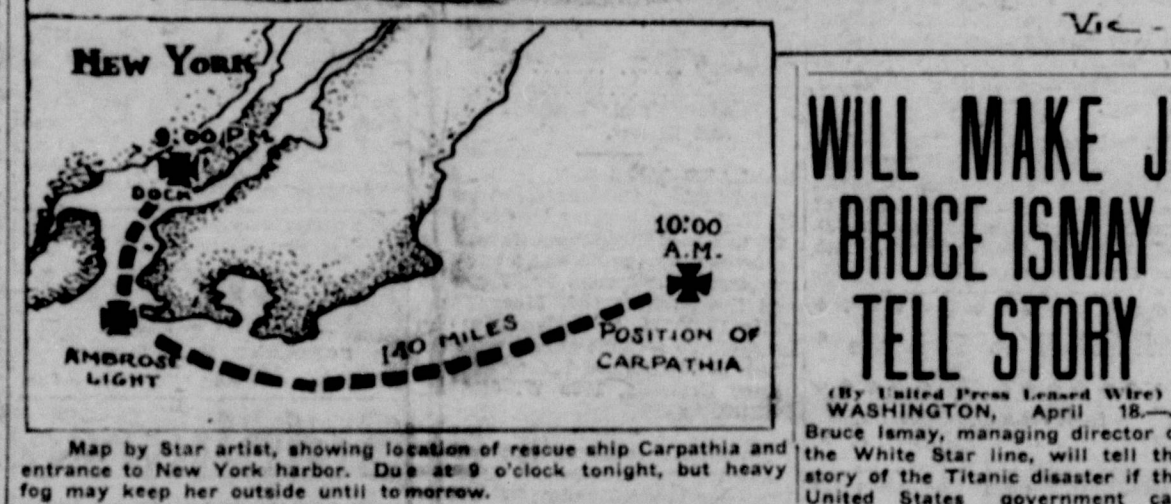 Vic -
NEW YORK
9:00 P.M.
DOCK
10:00
A.M.
140 MILES
POSITION OF
CARPATHIA
AMBROSE
LIGHT
Map by Star artist, showing location of rescue ship Carpathia and
entrance to New York harbor. Due at 9 o'clock tonight, but heavy
fog may keep her outside until tomorrow.
WILL MAKE J
BRUCE ISMAY
TELL STORY
(By United Press Leased Wire)
WASHINGTON, April 18.—
Bruce Ismay, managing director o
the White Star line, will tell th
story of the Titanic disaster if th
United States government